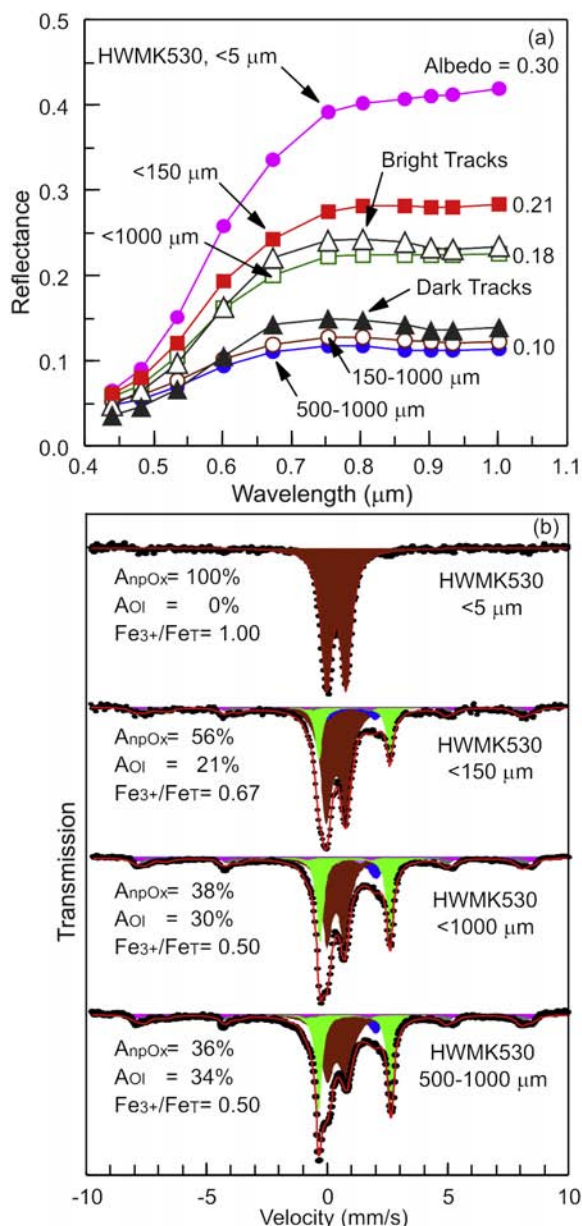 (a)
0.5
0.4
0.3
0.2
0.1
0.0
Reflectance
HWMK530, <5 μm
Albedo = 0.30
<150 μm
Bright Tracks
0.21
<1000 μm
0.18
Dark Tracks
0.10
150-1000 μm
500-1000 μm
0.4 0.5 0.6 0.7 0.8 0.9 1.0 1.1
Wavelength (μm)
(b)
AnpOx= 100%
AOl = 0%
Fe3+/FeT= 1.00
HWMK530
<5 μm
AnpOx= 56%
AOl = 21%
Fe3+/FeT= 0.67
HWMK530
<150 μm
AnpOx= 38%
AOl = 30%
Fe3+/FeT= 0.50
HWMK530
<1000 μm
AnpOx= 36%
AOl = 34%
Fe3+/FeT= 0.50
HWMK530
500-1000 μm
Transmission
-10 -5 0 5 10
Velocity (mm/s)